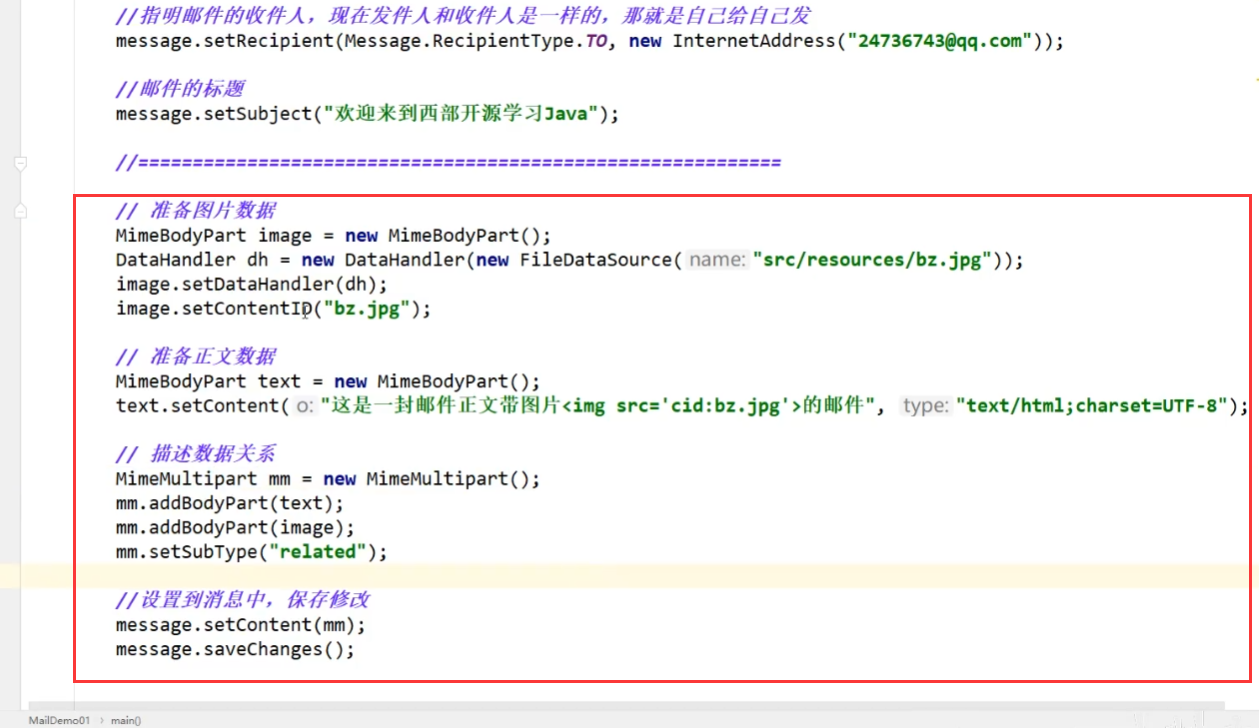 //指明邮件的收件人，现在发件人和收件人是一样的，那就是自己给自己发
message.setRecipient(Message.RecipientType.TO, new InternetAddress("24736743@qq.com"));
//邮件的标题
message.setSubject("欢迎来到西部开源学习Java");
//===========================================================
// 准备图片数据
MimeBodyPart image = new MimeBodyPart();
DataHandler dh = new DataHandler(new FileDataSource( name: "src/resources/bz.jpg"));
image.setDataHandler(dh);
image.setContentID("bz.jpg");
// 准备正文数据
MimeBodyPart text = new MimeBodyPart();
text.setContent( o: "这是一封邮件正文带图片<img src='cid:bz.jpg'>的邮件", type: "text/html;charset=UTF-8");
// 描述数据关系
MimeMultipart mm = new MimeMultipart();
mm.addBodyPart(text);
mm.addBodyPart(image);
mm.setSubType("related");
//设置到消息中，保存修改
message.setContent(mm);
message.saveChanges();
MailDemo01 › main()